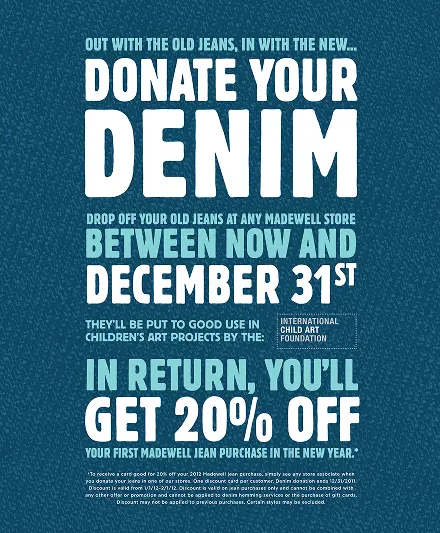 OUT WITH THE OLD JEANS, IN WITH THE NEW...
DONATE YOUR
DENIM
DROP OFF YOUR OLD JEANS AT ANY MADEWELL STORE
BETWEEN NOW AND
DECEMBER 31ST
THEY'LL BE PUT TO GOOD USE IN
CHILDREN'S ART PROJECTS BY THE:
INTERNATIONAL
CHILD ART
FOUNDATION
IN RETURN, YOU'LL
GET 20% OFF
YOUR FIRST MADEWELL JEAN PURCHASE IN THE NEW YEAR.*
*To receive a card good for 20% off your 2012 Madewell jean purchase, simply see any store associate when
you donate your jeans in one of our stores. One discount card per customer. Denim donation ends 12/31/2011.
Discount is valid from 1/1/12–2/1/12. Discount is valid on jean purchases only and cannot be combined with
any other offer or promotion and cannot be applied to denim hemming services or the purchase of gift cards.
Discount may not be applied to previous purchases. Certain styles may be excluded.